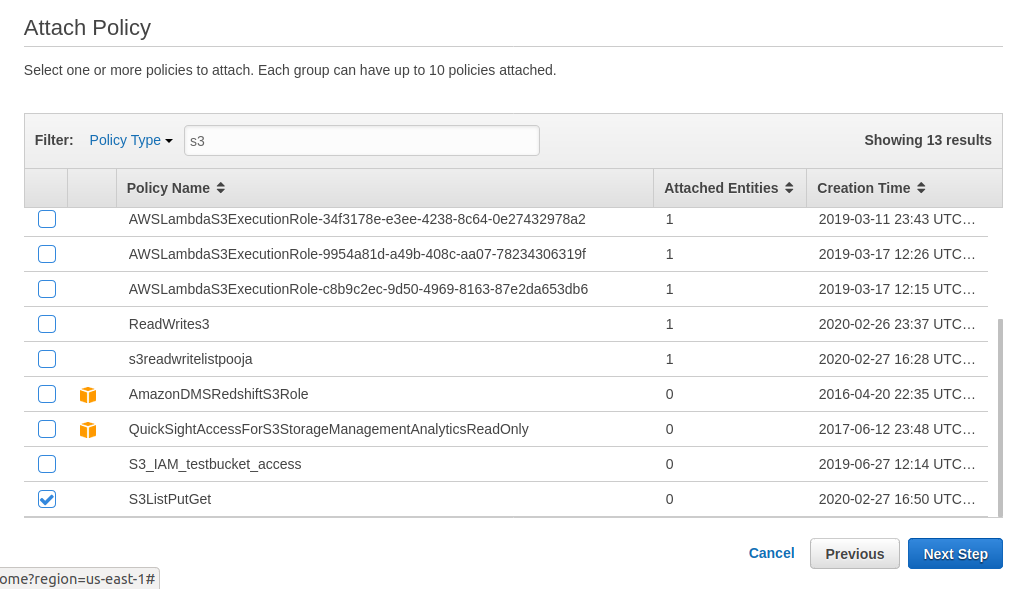 Attach Policy
Select one or more policies to attach. Each group can have up to 10 policies attached.
Filter: Policy Type s3 Showing 13 results
Policy Name Attached Entities Creation Time
AWSLambdaS3ExecutionRole-34f3178e-e3ee-4238-8c64-0e27432978a2 1 2019-03-11 23:43 UTC…
AWSLambdaS3ExecutionRole-9954a81d-a49b-408c-aa07-78234306319f 1 2019-03-17 12:26 UTC…
AWSLambdaS3ExecutionRole-c8b9c2ec-9d50-4969-8163-87e2da653db6 1 2019-03-17 12:15 UTC…
ReadWrites3 1 2020-02-26 23:37 UTC…
s3readwritelistpooja 1 2020-02-27 16:28 UTC…
AmazonDMSRedshiftS3Role 0 2016-04-20 22:35 UTC…
QuickSightAccessForS3StorageManagementAnalyticsReadOnly 0 2017-06-12 23:48 UTC…
S3_IAM_testbucket_access 0 2019-06-27 12:14 UTC…
S3ListPutGet 0 2020-02-27 16:50 UTC…
Cancel Previous Next Step
ome?region=us-east-1#